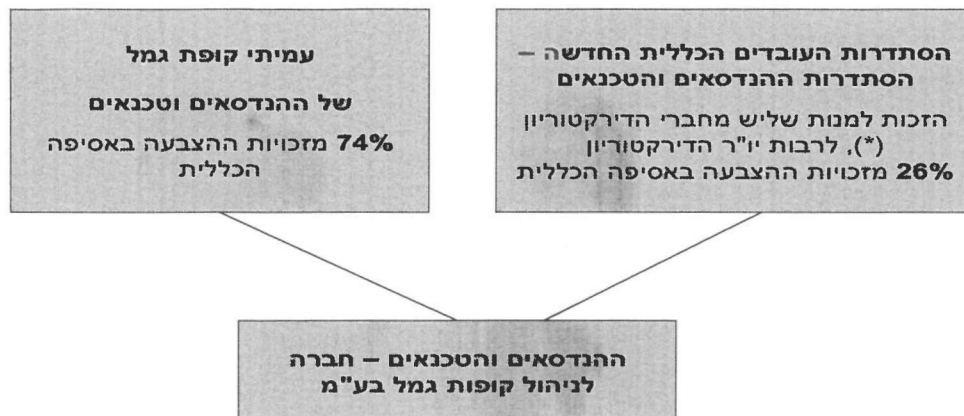 הסתדרות העובדים הכללית החדשה –
הסתדרות ההנדסאים והטכנאים
הזכות למנות שליש מחברי הדירקטוריון
(*), לרבות יו"ר הדירקטוריון
26% מזכויות ההצבעה באסיפה הכללית
עמיתי קופת גמל
של ההנדסאים וטכנאים
74% מזכויות ההצבעה באסיפה
הכללית
ההנדסאים והטכנאים – חברה
לניהול קופות גמל בע"מ